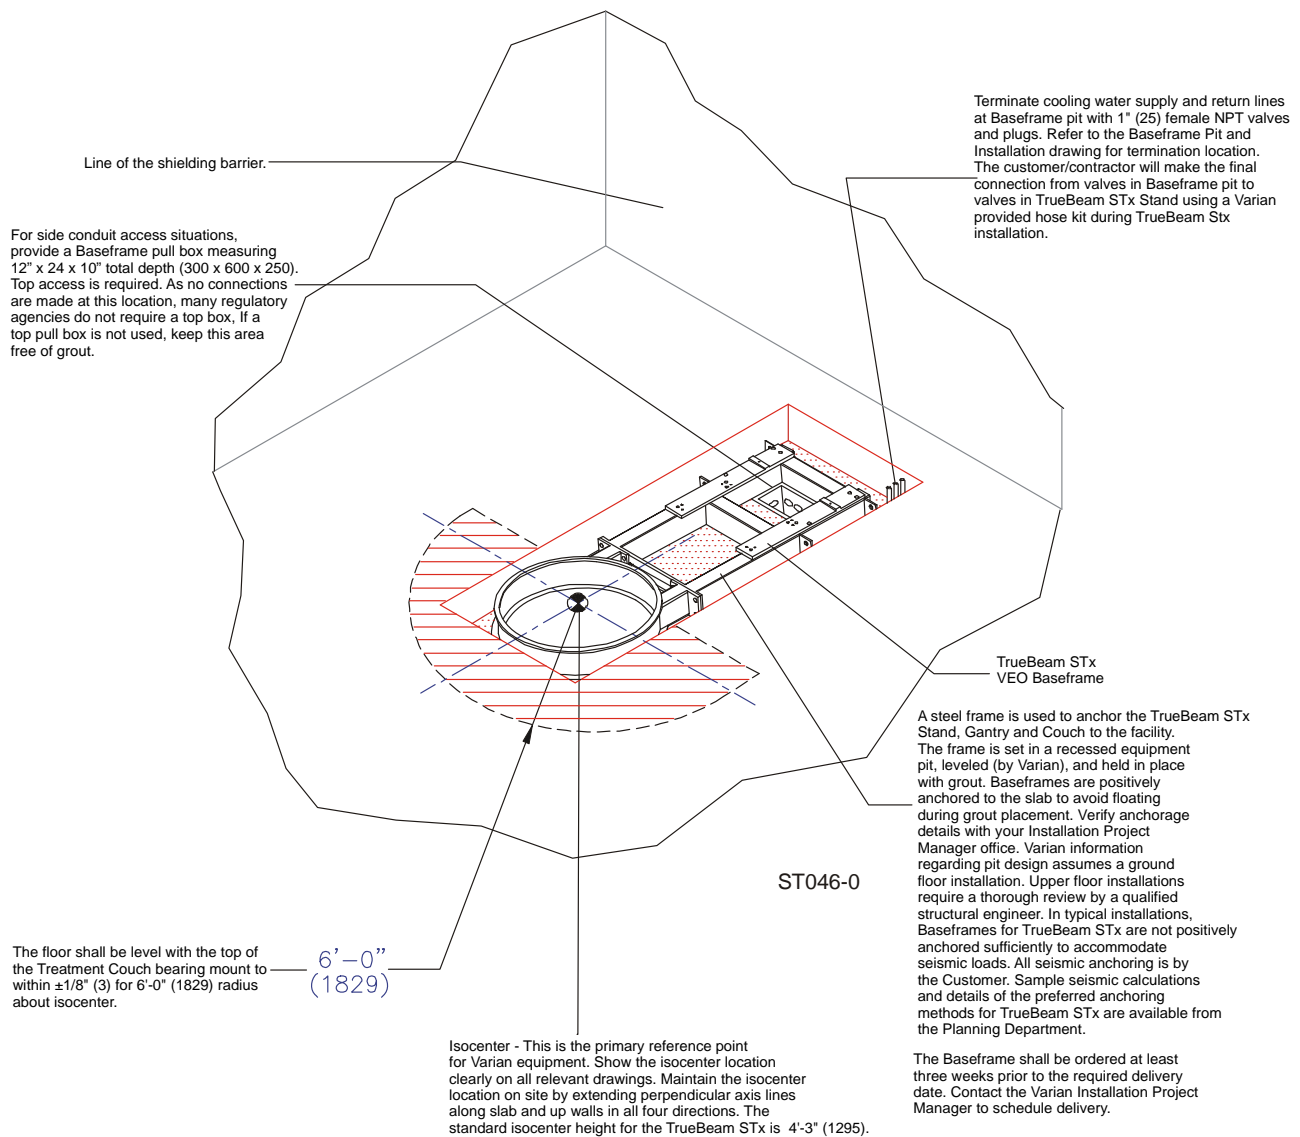 Terminate cooling water supply and return lines
at Baseframe pit with 1" (25) female NPT valves
and plugs. Refer to the Baseframe Pit and
Installation drawing for termination location.
The customer/contractor will make the final
connection from valves in Baseframe pit to
valves in TrueBeam STx Stand using a Varian
provided hose kit during TrueBeam Stx
installation.
Line of the shielding barrier.
For side conduit access situations,
provide a Baseframe pull box measuring
12” x 24 x 10” total depth (300 x 600 x 250).
Top access is required. As no connections
are made at this location, many regulatory
agencies do not require a top box, If a
top pull box is not used, keep this area
free of grout.
TrueBeam STx
VEO Baseframe
A steel frame is used to anchor the TrueBeam STx
Stand, Gantry and Couch to the facility.
The frame is set in a recessed equipment
pit, leveled (by Varian), and held in place
with grout. Baseframes are positively
anchored to the slab to avoid floating
during grout placement. Verify anchorage
details with your Installation Project
Manager office. Varian information
regarding pit design assumes a ground
floor installation. Upper floor installations
require a thorough review by a qualified
structural engineer. In typical installations,
Baseframes for TrueBeam STx are not positively
anchored sufficiently to accommodate
seismic loads. All seismic anchoring is by
the Customer. Sample seismic calculations
and details of the preferred anchoring
methods for TrueBeam STx are available from
the Planning Department.
The Baseframe shall be ordered at least
three weeks prior to the required delivery
date. Contact the Varian Installation Project
Manager to schedule delivery.
ST046-0
The floor shall be level with the top of
the Treatment Couch bearing mount to
within ±1/8" (3) for 6'-0" (1829) radius
about isocenter.
6’-0”
(1829)
Isocenter - This is the primary reference point
for Varian equipment. Show the isocenter location
clearly on all relevant drawings. Maintain the isocenter
location on site by extending perpendicular axis lines
along slab and up walls in all four directions. The
standard isocenter height for the TrueBeam STx is 4'-3" (1295).